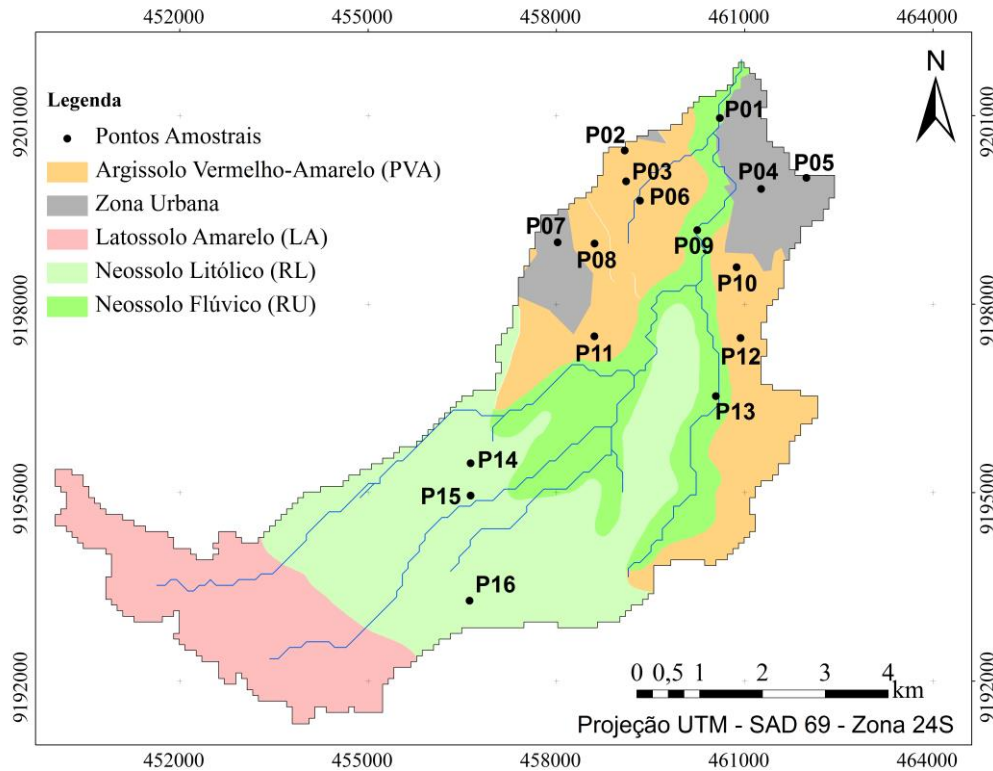 452000 455000 458000 461000 464000
N
Legenda
Pontos Amostrais
Argissolo Vermelho-Amarelo (PVA)
Zona Urbana
Latossolo Amarelo (LA)
Neossolo Litólico (RL)
Neossolo Flúvico (RU)
9201000
9198000
9195000
9192000
P01
P02
P03
P04
P05
P06
P07
P08
P09
P10
P11
P12
P13
P14
P15
P16
9201000
9198000
9195000
9192000
0 0,5 1 2 3 4
km
Projeção UTM - SAD 69 - Zona 24S
452000 455000 458000 461000 464000